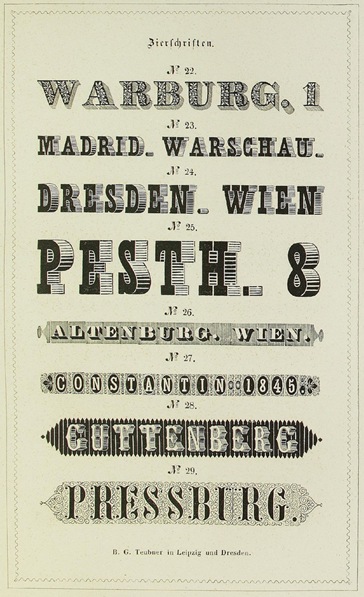 Zierschriften.
№ 22.
WARBURG. 1
№ 23.
MADRID. WARSCHAU.
№ 24.
DRESDEN. WIEN
№ 25.
PESTH. 8
№ 26.
ALTENBURG. WIEN.
№ 27.
CONSTANTIN 1845.
№ 28.
GUTTENBERG
№ 29.
PRESSBURG.
B. G. Teubner in Leipzig und Dresden.